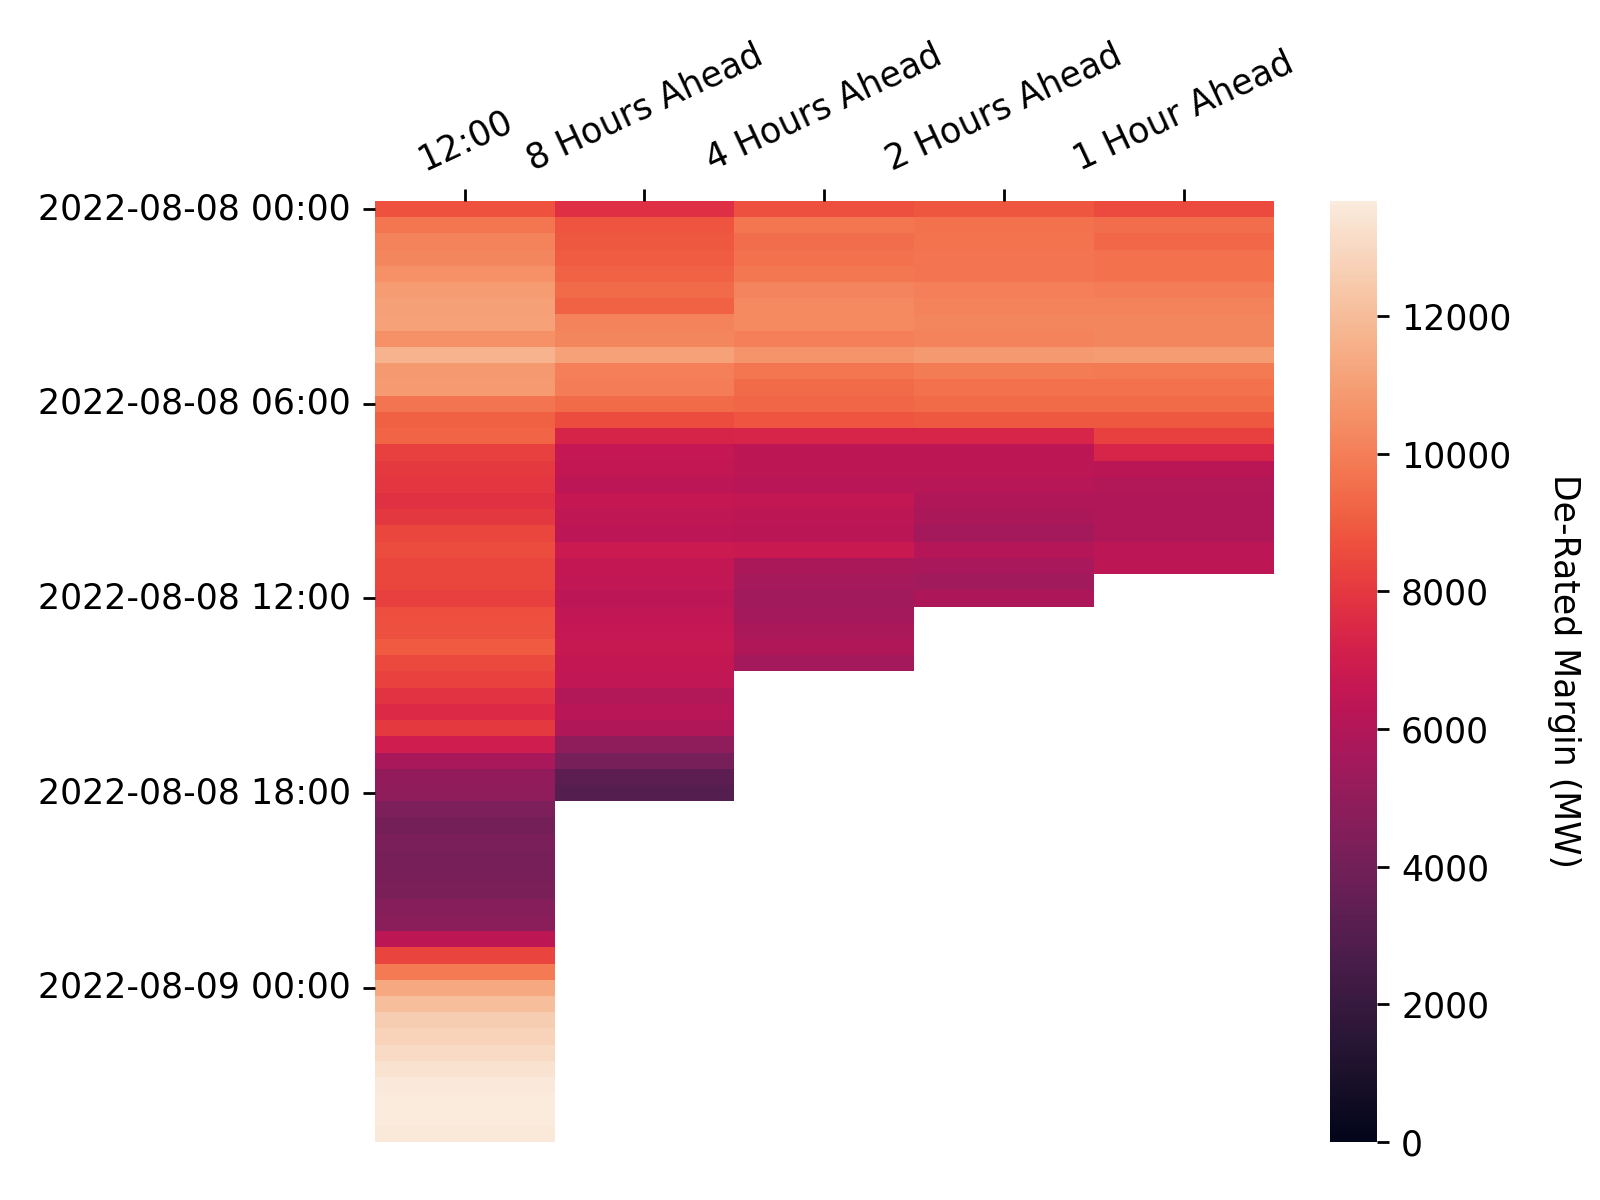 12:00
8 Hours Ahead
4 Hours Ahead
2 Hours Ahead
1 Hour Ahead
2022-08-08 00:00
2022-08-08 06:00
2022-08-08 12:00
2022-08-08 18:00
2022-08-09 00:00
12000
10000
8000
6000
4000
2000
0
De-Rated Margin (MW)